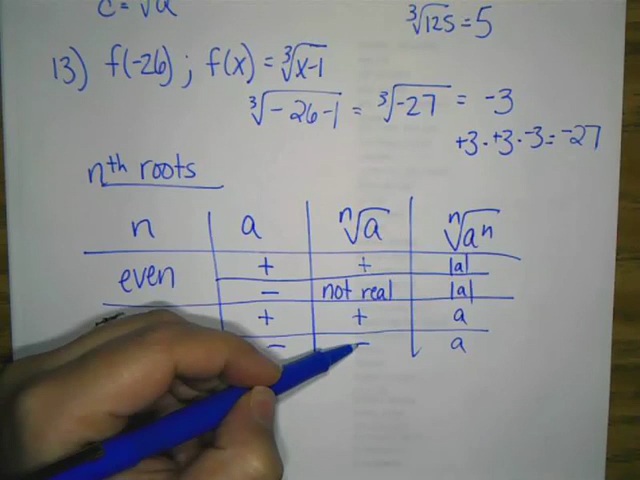 c = √a
∛125 = 5
13) f(-26) ; f(x) = ∛x-1
∛-26-1 = ∛-27 = -3
+3 · +3 · -3 = -27
nth roots
n a ⁿ√a ⁿ√aⁿ
even + + |a|
- not real |a|
+ + a
- - a